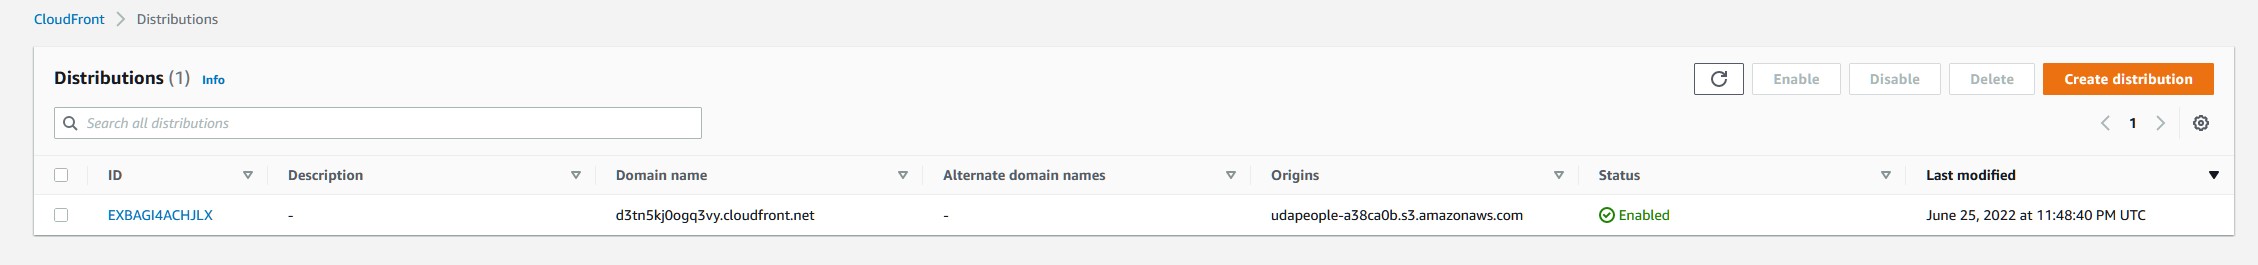 CloudFront > Distributions
Distributions (1) Info
Enable Disable Delete Create distribution
Search all distributions
1
ID Description Domain name Alternate domain names Origins Status Last modified
EXBAGI4ACHJLX - d3tn5kj0ogq3vy.cloudfront.net - udapeople-a38ca0b.s3.amazonaws.com Enabled June 25, 2022 at 11:48:40 PM UTC